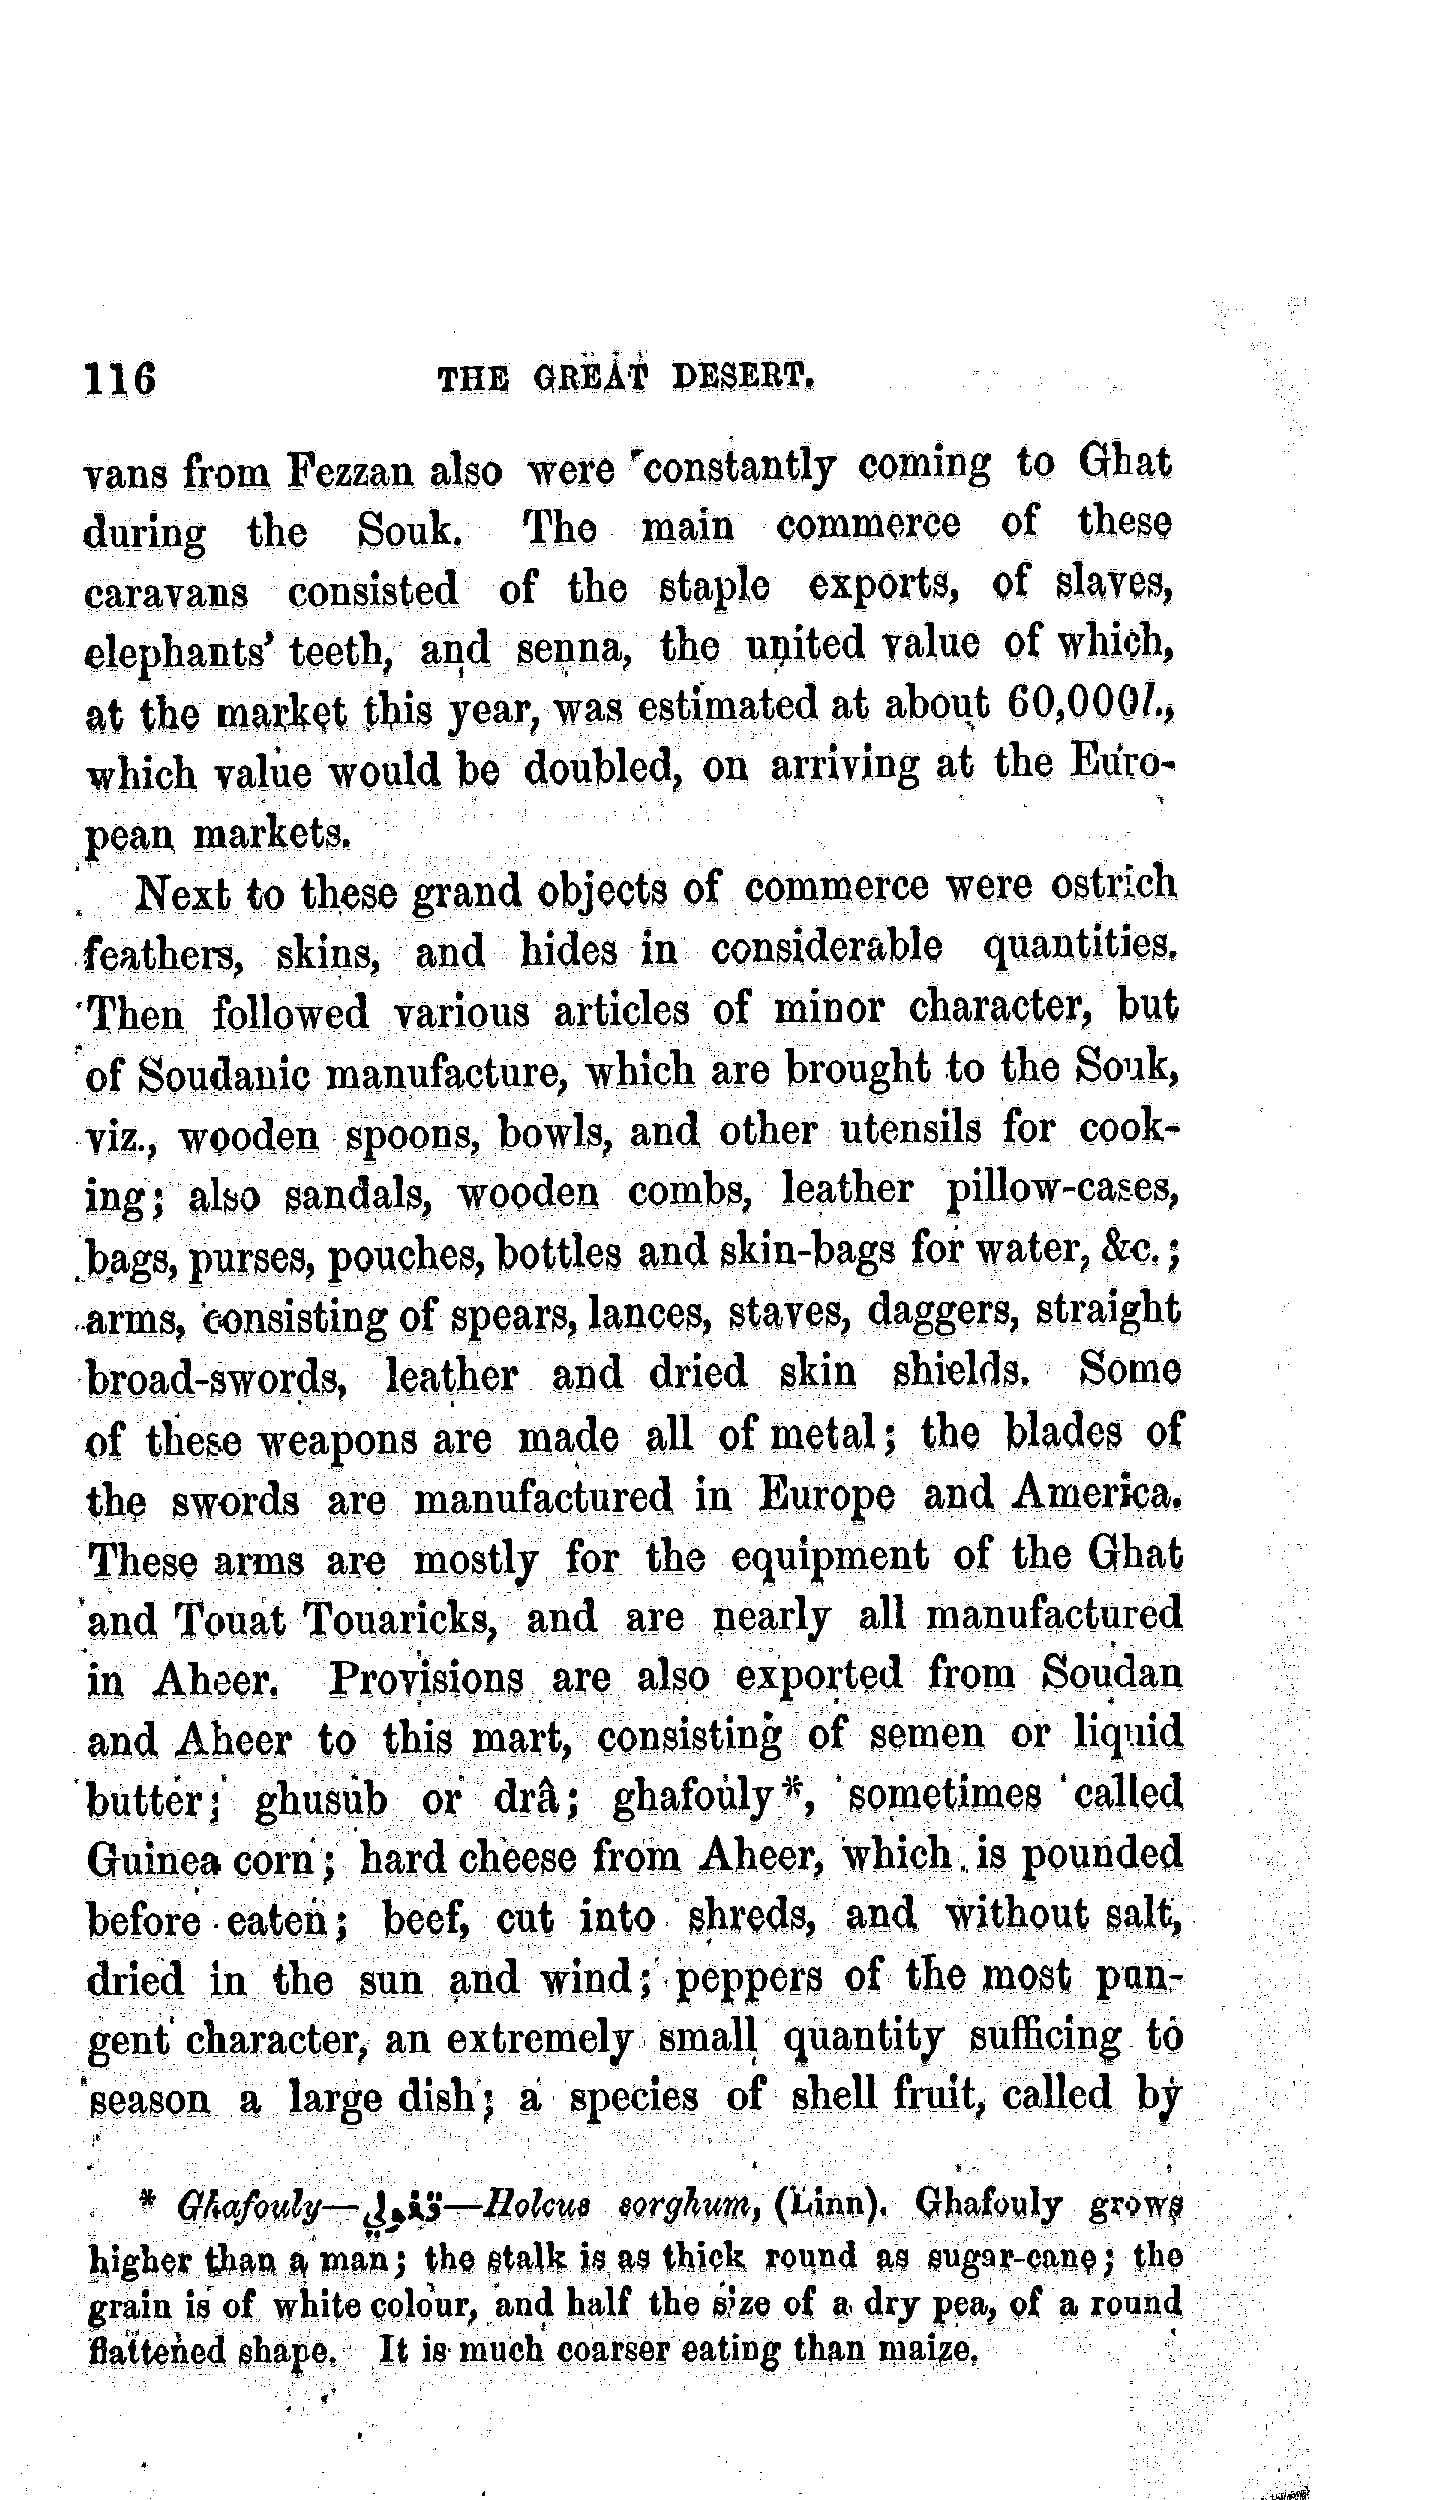 116 THE GREAT DESERT.
vans from Fezzan also were constantly coming to Ghat
during the Souk. The main commerce of these
caravans consisted of the staple exports, of slaves,
elephants' teeth, and senna, the united value of which,
at the market this year, was estimated at about 60,000l.,
which value would be doubled, on arriving at the Euro-
pean markets.
Next to these grand objects of commerce were ostrich
feathers, skins, and hides in considerable quantities.
Then followed various articles of minor character, but
of Soudanic manufacture, which are brought to the Souk,
viz., wooden spoons, bowls, and other utensils for cook-
ing; also sandals, wooden combs, leather pillow-cases,
bags, purses, pouches, bottles and skin-bags for water, &c.;
arms, consisting of spears, lances, staves, daggers, straight
broad-swords, leather and dried skin shields. Some
of these weapons are made all of metal; the blades of
the swords are manufactured in Europe and America.
These arms are mostly for the equipment of the Ghat
and Touat Touaricks, and are nearly all manufactured
in Aheer. Provisions are also exported from Soudan
and Aheer to this mart, consisting of semen or liquid
butter; ghusub or drâ; ghafouly*, sometimes called
Guinea corn; hard cheese from Aheer, which is pounded
before eaten; beef, cut into shreds, and without salt,
dried in the sun and wind; peppers of the most pun-
gent character, an extremely small quantity sufficing to
season a large dish; a species of shell fruit, called by
* Ghafouly— —Holcus sorghum, (Linn). Ghafouly grows
higher than a man; the stalk is as thick round as sugar-cane; the
grain is of white colour, and half the size of a dry pea, of a round
flattened shape. It is much coarser eating than maize.